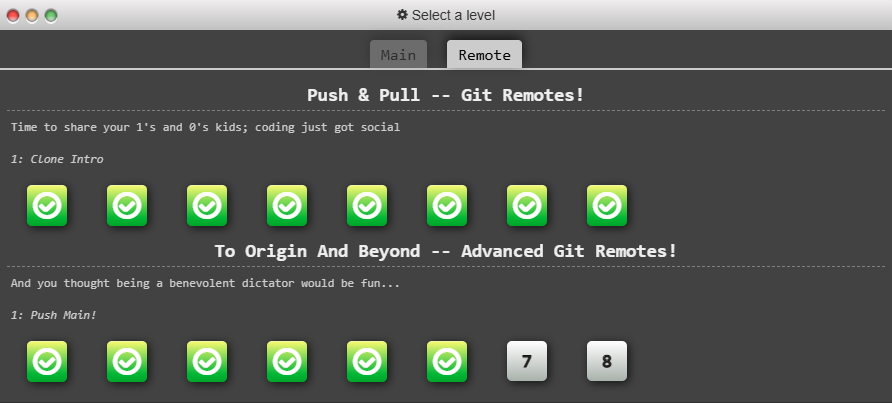 Select a level
Main Remote
Push & Pull -- Git Remotes!
Time to share your 1's and 0's kids; coding just got social
1: Clone Intro
To Origin And Beyond -- Advanced Git Remotes!
And you thought being a benevolent dictator would be fun...
1: Push Main!
7 8